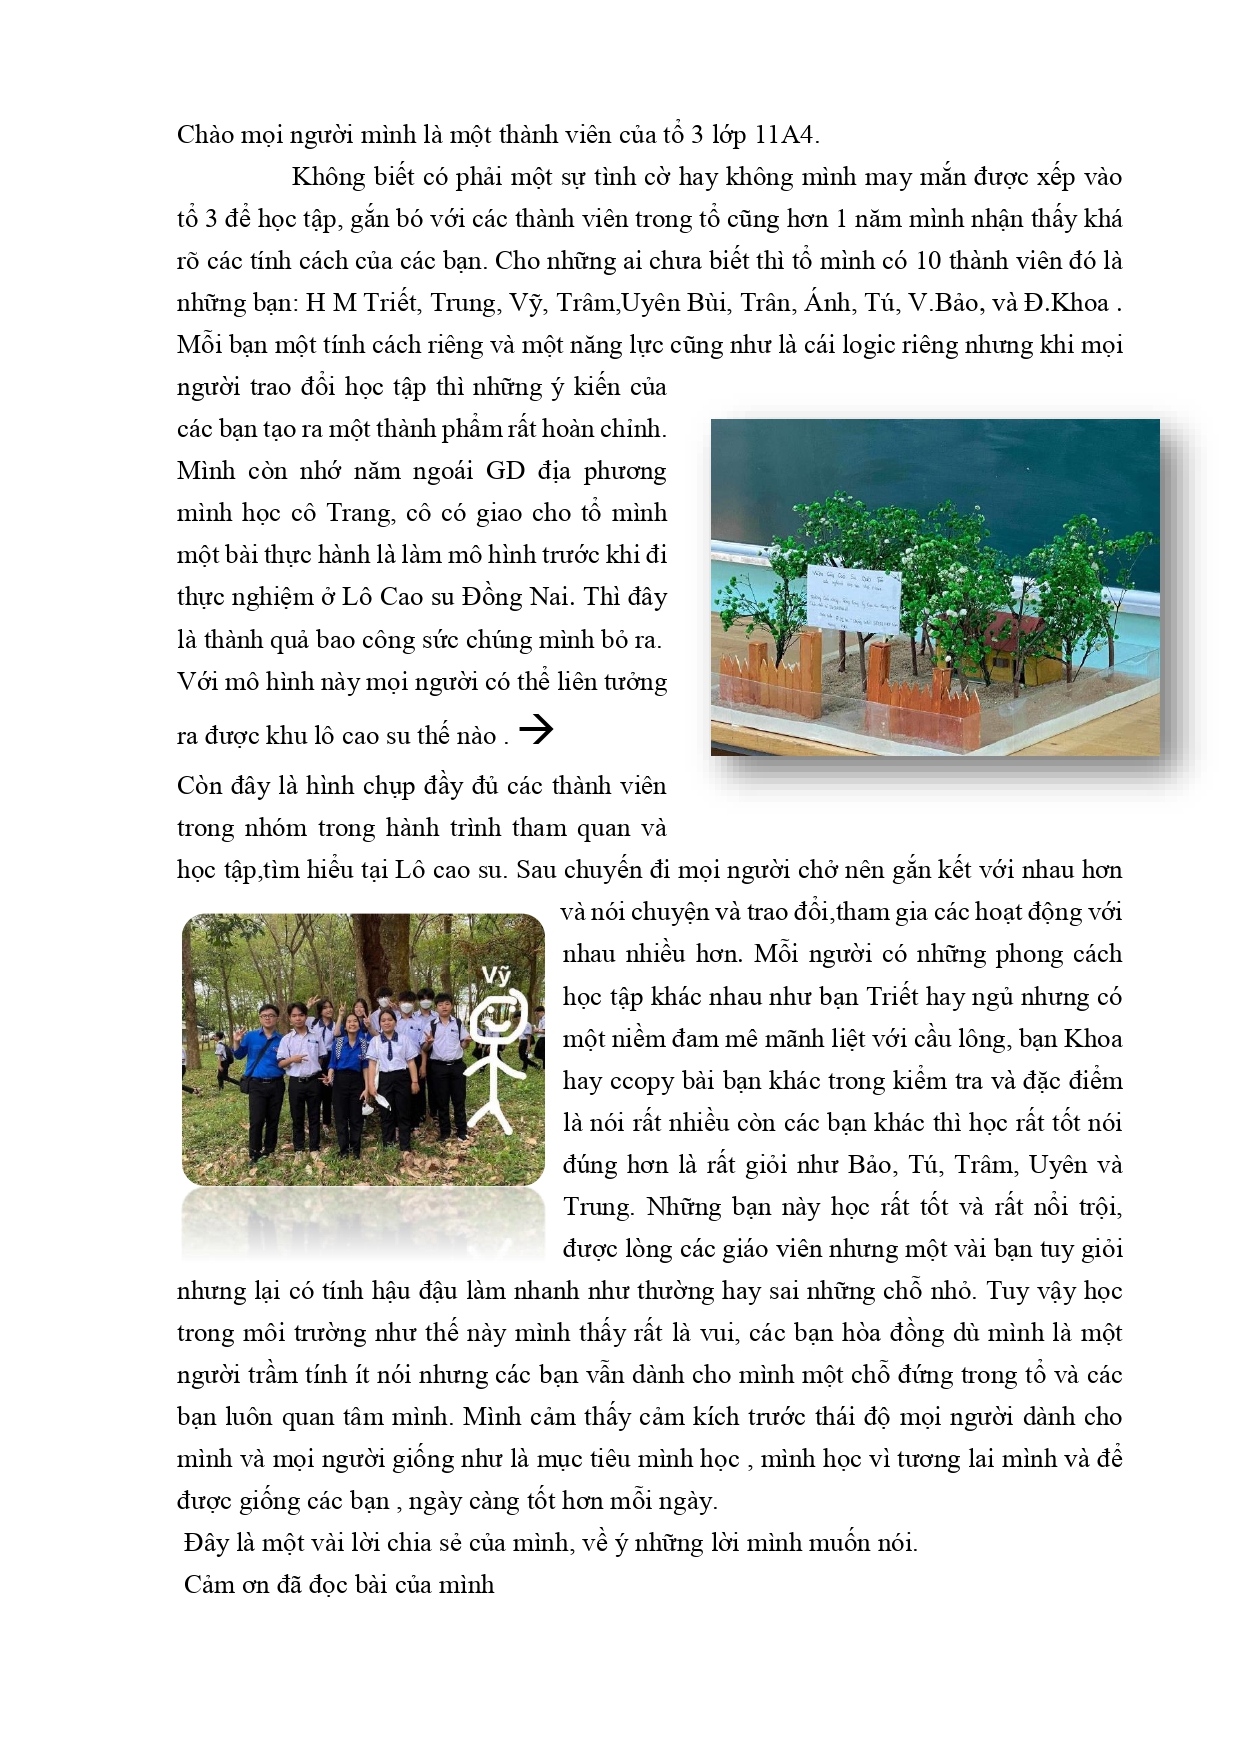 Chào mọi người mình là một thành viên của tổ 3 lớp 11A4.
Không biết có phải một sự tình cờ hay không mình may mắn được xếp vào
tổ 3 để học tập, gắn bó với các thành viên trong tổ cũng hơn 1 năm mình nhận thấy khá
rõ các tính cách của các bạn. Cho những ai chưa biết thì tổ mình có 10 thành viên đó là
những bạn: H M Triết, Trung, Vỹ, Trâm,Uyên Bùi, Trân, Ánh, Tú, V.Bảo, và Đ.Khoa .
Mỗi bạn một tính cách riêng và một năng lực cũng như là cái logic riêng nhưng khi mọi
người trao đổi học tập thì những ý kiến của
các bạn tạo ra một thành phẩm rất hoàn chỉnh.
Mình còn nhớ năm ngoái GD địa phương
mình học cô Trang, cô có giao cho tổ mình
một bài thực hành là làm mô hình trước khi đi
thực nghiệm ở Lô Cao su Đồng Nai. Thì đây
là thành quả bao công sức chúng mình bỏ ra.
Với mô hình này mọi người có thể liên tưởng
ra được khu lô cao su thế nào . →
Còn đây là hình chụp đầy đủ các thành viên
trong nhóm trong hành trình tham quan và
học tập,tìm hiểu tại Lô cao su. Sau chuyến đi mọi người chở nên gắn kết với nhau hơn
và nói chuyện và trao đổi,tham gia các hoạt động với
nhau nhiều hơn. Mỗi người có những phong cách
học tập khác nhau như bạn Triết hay ngủ nhưng có
một niềm đam mê mãnh liệt với cầu lông, bạn Khoa
hay ccopy bài bạn khác trong kiểm tra và đặc điểm
là nói rất nhiều còn các bạn khác thì học rất tốt nói
đúng hơn là rất giỏi như Bảo, Tú, Trâm, Uyên và
Trung. Những bạn này học rất tốt và rất nổi trội,
được lòng các giáo viên nhưng một vài bạn tuy giỏi
nhưng lại có tính hậu đậu làm nhanh như thường hay sai những chỗ nhỏ. Tuy vậy học
trong môi trường như thế này mình thấy rất là vui, các bạn hòa đồng dù mình là một
người trầm tính ít nói nhưng các bạn vẫn dành cho mình một chỗ đứng trong tổ và các
bạn luôn quan tâm mình. Mình cảm thấy cảm kích trước thái độ mọi người dành cho
mình và mọi người giống như là mục tiêu mình học , mình học vì tương lai mình và để
được giống các bạn , ngày càng tốt hơn mỗi ngày.
Đây là một vài lời chia sẻ của mình, về ý những lời mình muốn nói.
Cảm ơn đã đọc bài của mình
Vỹ